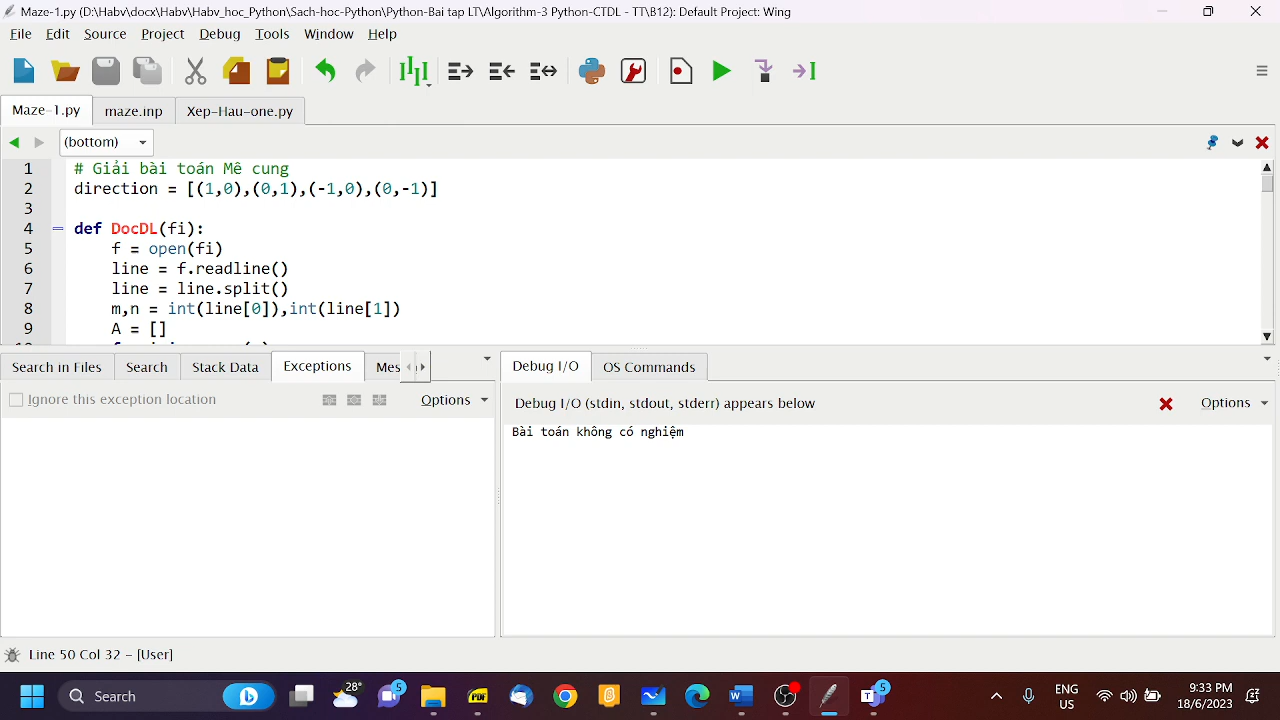 Maze-1.py (D:\Habv\docx\Habv\Habv_hoc_Python\Sach-hoc-Python\Python-Bai tap LT\Algorithm-3 Python-CTDL - TT\B12): Default Project: Wing
File Edit Source Project Debug Tools Window Help
Maze-1.py maze.inp Xep-Hau-one.py
(bottom)
1 # Giải bài toán Mê cung
2 direction = [(1,0),(0,1),(-1,0),(0,-1)]
3
4 def DocDL(fi):
5 f = open(fi)
6 line = f.readline()
7 line = line.split()
8 m,n = int(line[0]),int(line[1])
9 A = []
Search in Files Search Stack Data Exceptions Mes Debug I/O OS Commands
Ignore this exception location Options Debug I/O (stdin, stdout, stderr) appears below Options
Bài toán không có nghiệm
Line 50 Col 32 - [User]
Search 28° 5 PDF 5 ENG 9:33 PM
US 18/6/2023